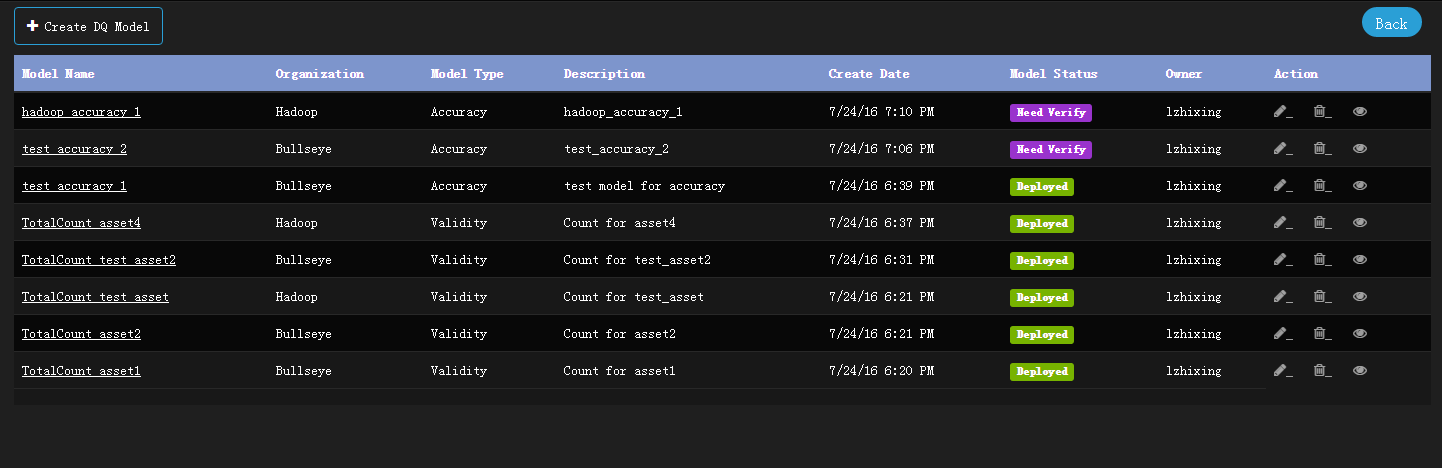 Create DQ Model
Back
Model Name Organization Model Type Description Create Date Model Status Owner Action
hadoop_accuracy_1 Hadoop Accuracy hadoop_accuracy_1 7/24/16 7:10 PM Need Verify lzhixing
test_accuracy_2 Bullseye Accuracy test_accuracy_2 7/24/16 7:06 PM Need Verify lzhixing
test_accuracy_1 Bullseye Accuracy test model for accuracy 7/24/16 6:39 PM Deployed lzhixing
TotalCount_asset4 Hadoop Validity Count for asset4 7/24/16 6:37 PM Deployed lzhixing
TotalCount_test_asset2 Bullseye Validity Count for test_asset2 7/24/16 6:31 PM Deployed lzhixing
TotalCount_test_asset Hadoop Validity Count for test_asset 7/24/16 6:21 PM Deployed lzhixing
TotalCount_asset2 Bullseye Validity Count for asset2 7/24/16 6:21 PM Deployed lzhixing
TotalCount_asset1 Bullseye Validity Count for asset1 7/24/16 6:20 PM Deployed lzhixing